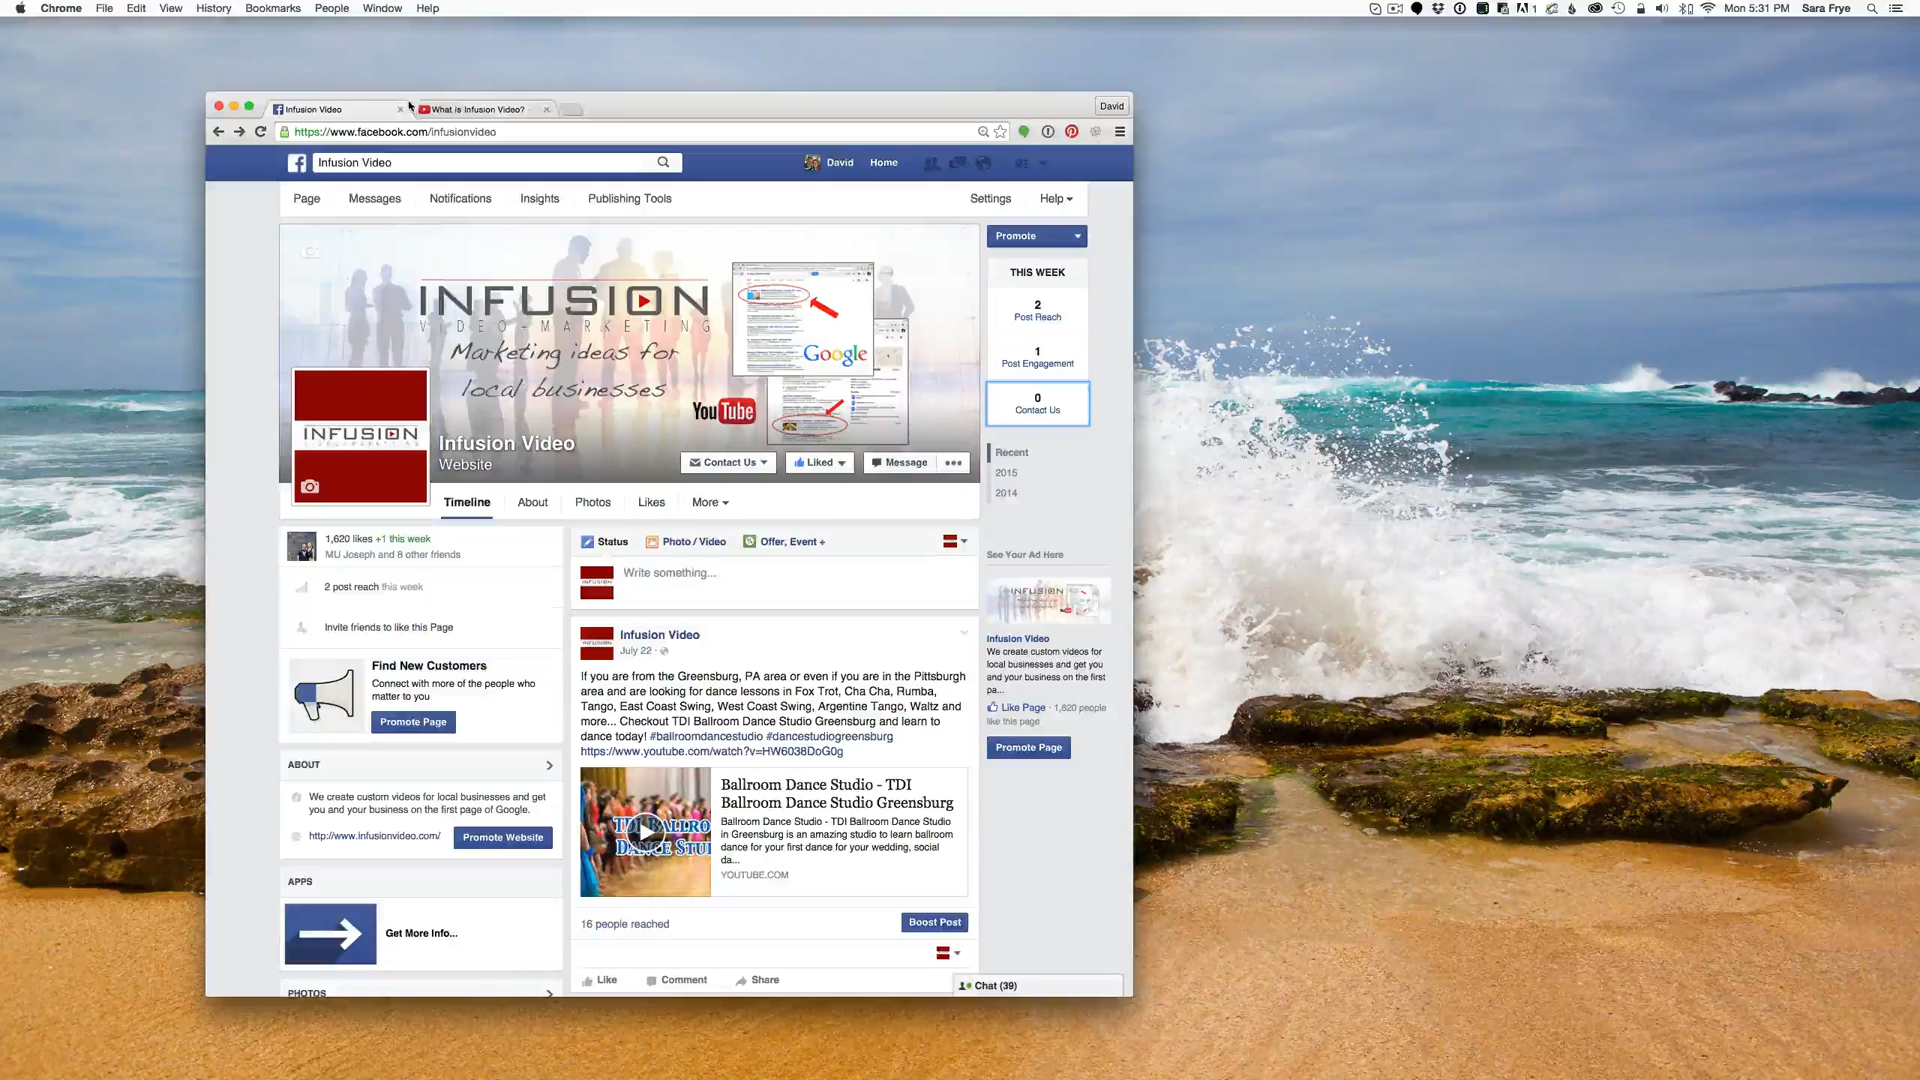 Chrome File Edit View History Bookmarks People Window Help
1 Mon 5:31 PM Sara Frye
Infusion Video
What is Infusion Video?
David
https://www.facebook.com/infusionvideo
Infusion Video
David Home
Page Messages Notifications Insights Publishing Tools Settings Help
INFUSION
VIDEO-MARKETING
Marketing ideas for
local businesses
Google
YouTube
INFUSION
Infusion Video
Website
Contact Us Liked Message
Timeline About Photos Likes More
Promote
THIS WEEK
2
Post Reach
1
Post Engagement
0
Contact Us
Recent
2015
2014
See Your Ad Here
INFUSION
Infusion Video
We create custom videos for
local businesses and get you
and your business on the first
pa...
Like Page · 1,620 people
like this page
Promote Page
1,620 likes +1 this week
MU Joseph and 8 other friends
2 post reach this week
Invite friends to like this Page
Find New Customers
Connect with more of the people who
matter to you
Promote Page
ABOUT
We create custom videos for local businesses and get
you and your business on the first page of Google.
http://www.infusionvideo.com/
Promote Website
APPS
Get More Info...
PHOTOS
Status Photo / Video Offer, Event +
Write something...
Infusion Video
July 22 ·
If you are from the Greensburg, PA area or even if you are in the Pittsburgh
area and are looking for dance lessons in Fox Trot, Cha Cha, Rumba,
Tango, East Coast Swing, West Coast Swing, Argentine Tango, Waltz and
more... Checkout TDI Ballroom Dance Studio Greensburg and learn to
dance today! #ballroomdancestudio #dancestudiogreensburg
https://www.youtube.com/watch?v=HW6038DoG0g
TDI BALLRO
DANCE STU
Ballroom Dance Studio - TDI
Ballroom Dance Studio Greensburg
Ballroom Dance Studio - TDI Ballroom Dance Studio
in Greensburg is an amazing studio to learn ballroom
dance for your first dance for your wedding, social
da...
YOUTUBE.COM
16 people reached
Boost Post
Like Comment Share
Chat (39)